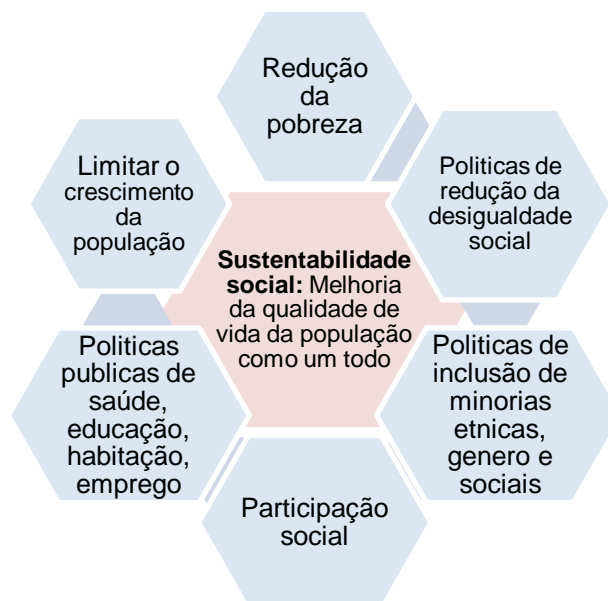 Redução
da
pobreza
Politicas de
redução da
desigualdade
social
Politicas de
inclusão de
minorias
etnicas,
genero e
sociais
Participação
social
Politicas
publicas de
saúde,
educação,
habitação,
emprego
Limitar o
crescimento
da
população
Sustentabilidade
social: Melhoria
da qualidade de
vida da população
como um todo